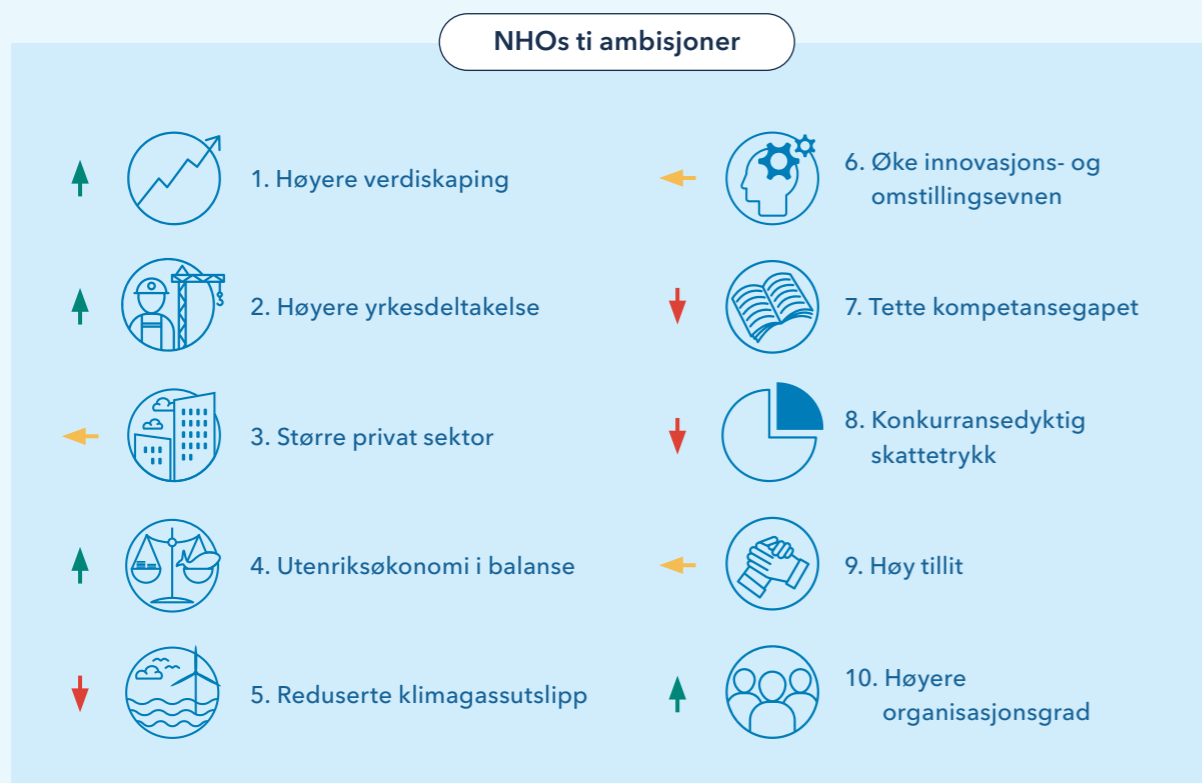 NHOs ti ambisjoner
1. Høyere verdiskaping
2. Høyere yrkesdeltakelse
3. Større privat sektor
4. Utenriksøkonomi i balanse
5. Reduserte klimagassutslipp
6. Øke innovasjons- og
omstillingsevnen
7. Tette kompetansegapet
8. Konkurransedyktig
skattetrykk
9. Høy tillit
10. Høyere
organisasjonsgrad